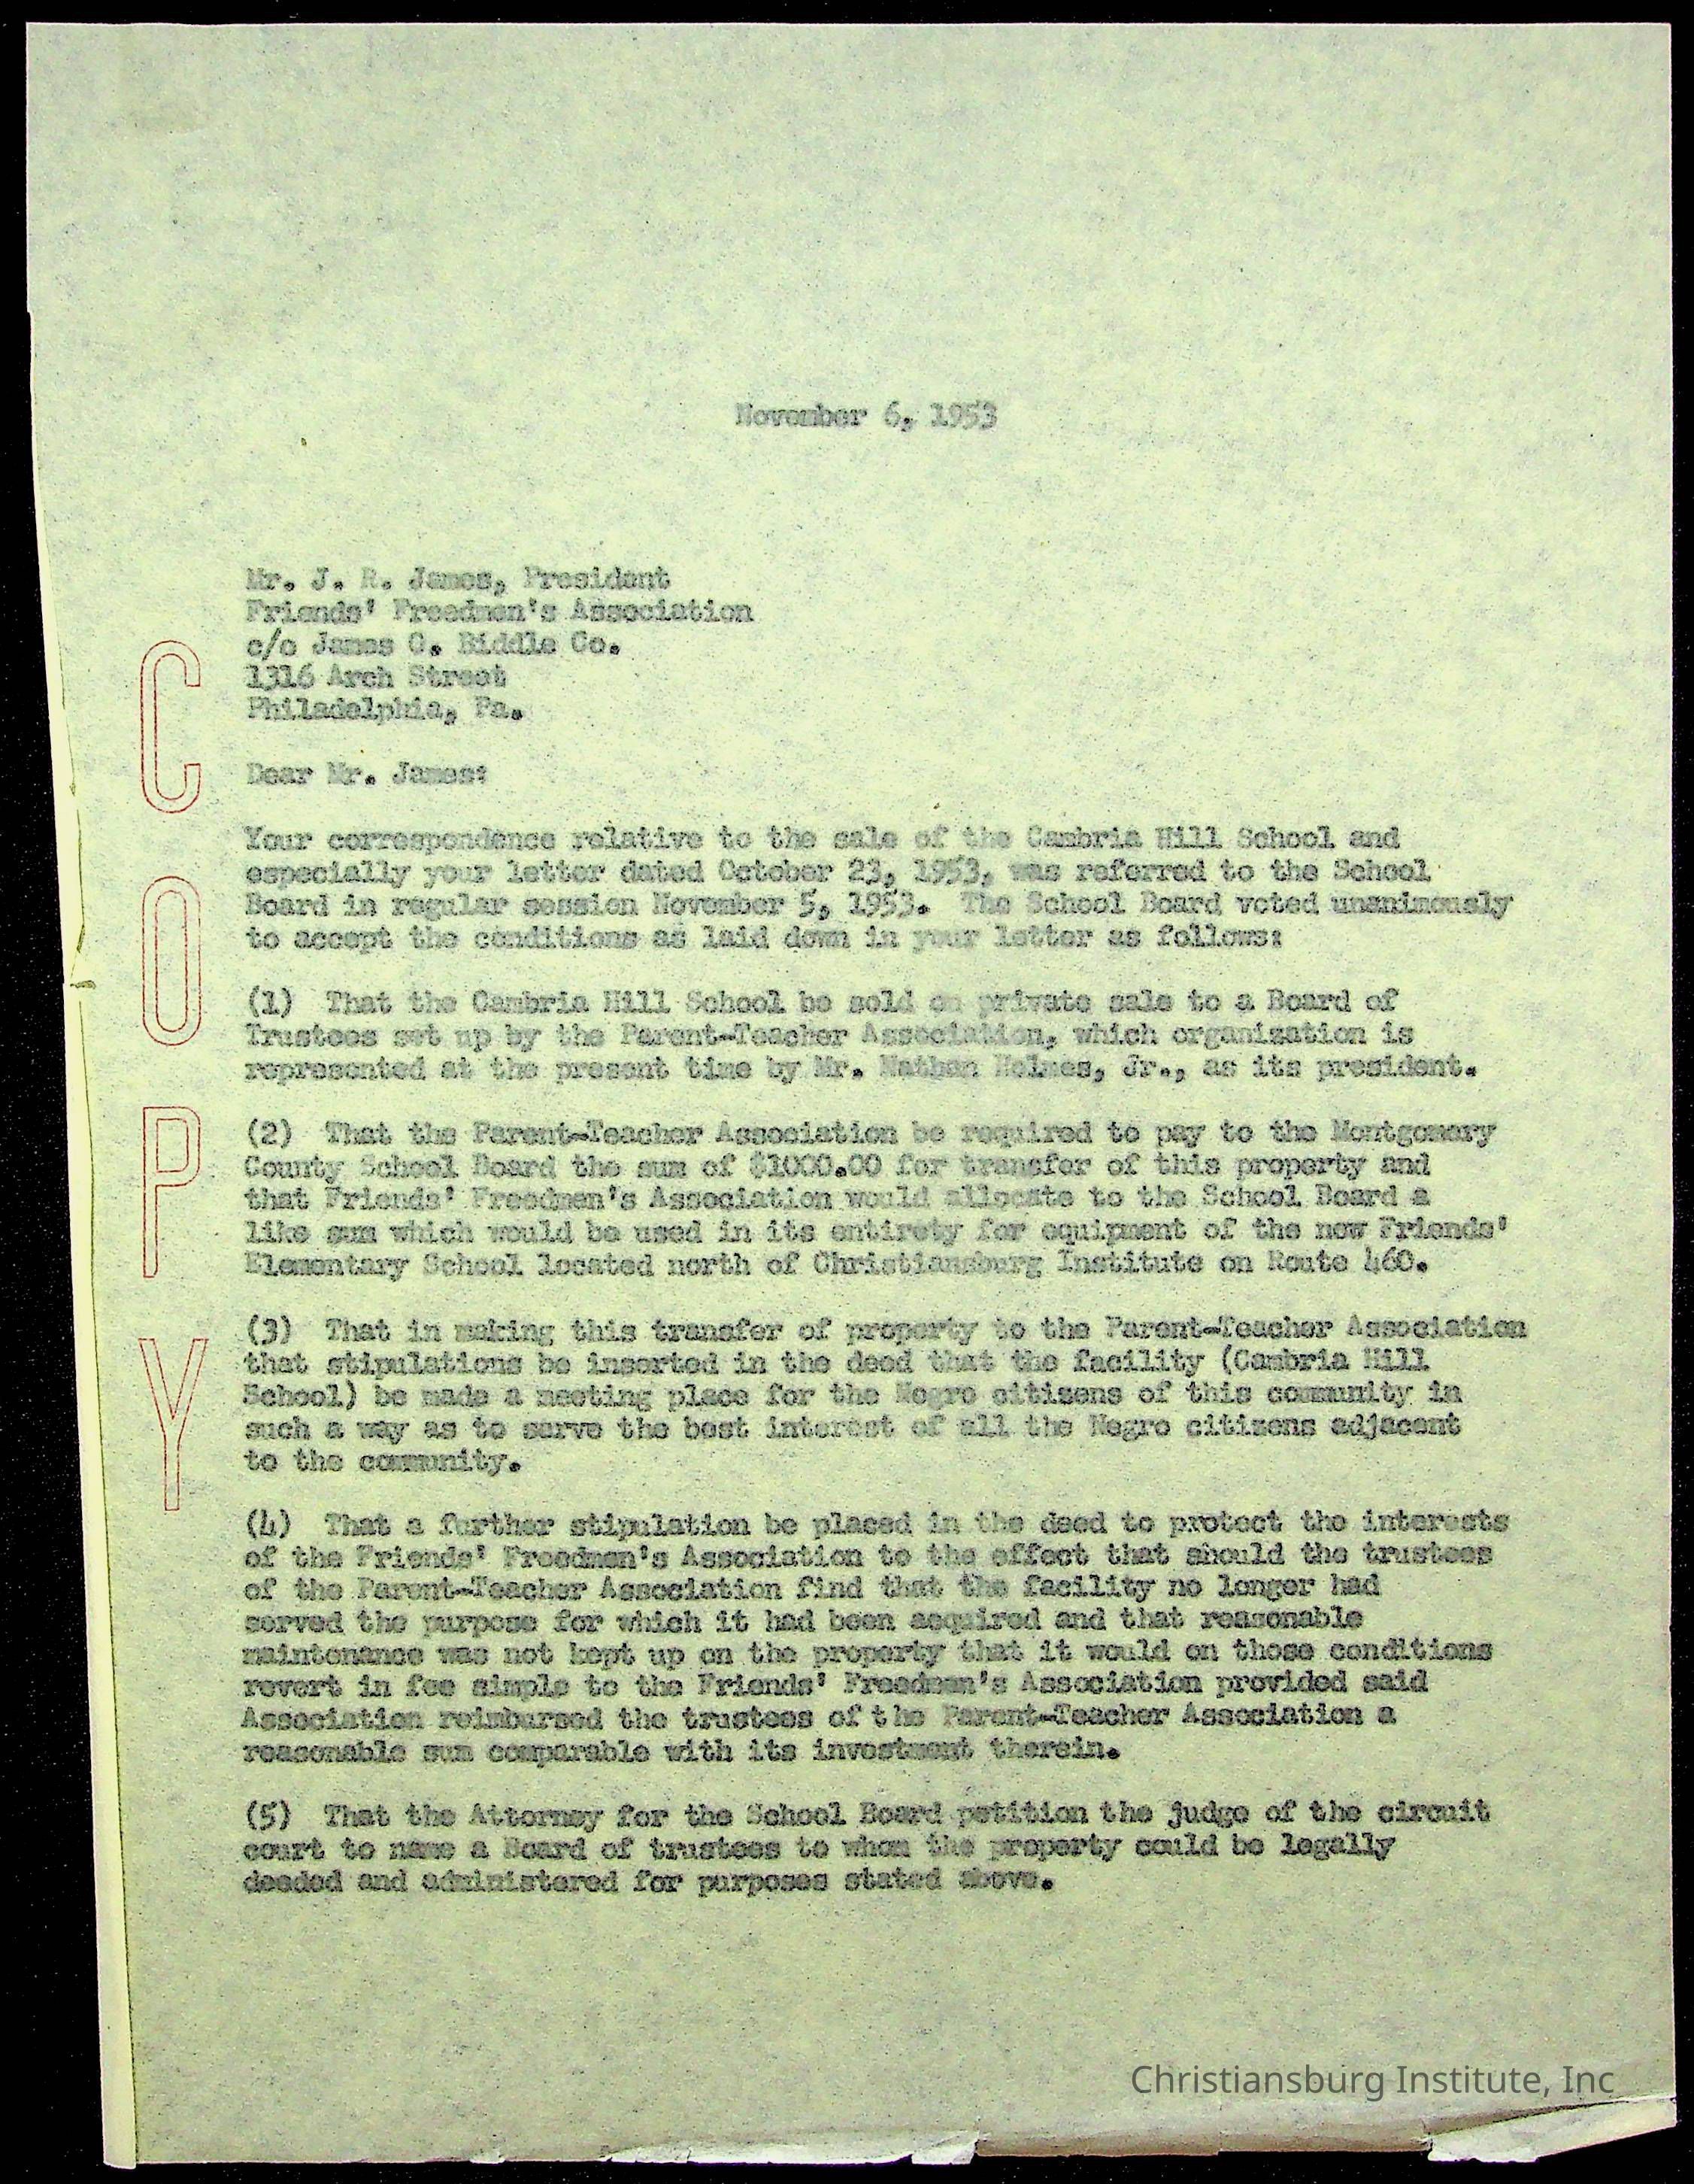 November 6, 1953
Mr. J. R. James, President
Friends' Freedmen's Association
c/o James G. Biddle Co.
1316 Arch Street
Philadelphia, Pa.
Dear Mr. James:
Your correspondence relative to the sale of the Cambria Hill School and
especially your letter dated October 23, 1953, was referred to the School
Board in regular session November 5, 1953. The School Board voted unanimously
to accept the conditions as laid down in your letter as follows:
(1) That the Cambria Hill School be sold on private sale to a Board of
Trustees set up by the Parent-Teacher Association, which organization is
represented at the present time by Mr. Nathan Holmes, Jr., as its president.
(2) That the Parent-Teacher Association be required to pay to the Montgomery
County School Board the sum of $1000.00 for transfer of this property and
that Friends' Freedmen's Association would allocate to the School Board a
like sum which would be used in its entirety for equipment of the new Friends'
Elementary School located north of Christiansburg Institute on Route 460.
(3) That in making this transfer of property to the Parent-Teacher Association
that stipulations be inserted in the deed that the facility (Cambria Hill
School) be made a meeting place for the Negro citizens of this community in
such a way as to serve the best interest of all the Negro citizens adjacent
to the community.
(4) That a further stipulation be placed in the deed to protect the interests
of the Friends' Freedmen's Association to the effect that should the trustees
of the Parent-Teacher Association find that the facility no longer had
served the purpose for which it had been acquired and that reasonable
maintenance was not kept up on the property that it would on those conditions
revert in fee simple to the Friends' Freedmen's Association provided said
Association reimbursed the trustees of the Parent-Teacher Association a
reasonable sum comparable with its investment therein.
(5) That the Attorney for the School Board petition the judge of the circuit
court to name a Board of trustees to whom the property could be legally
deeded and administered for purposes stated above.
COPY
Christiansburg Institute, Inc